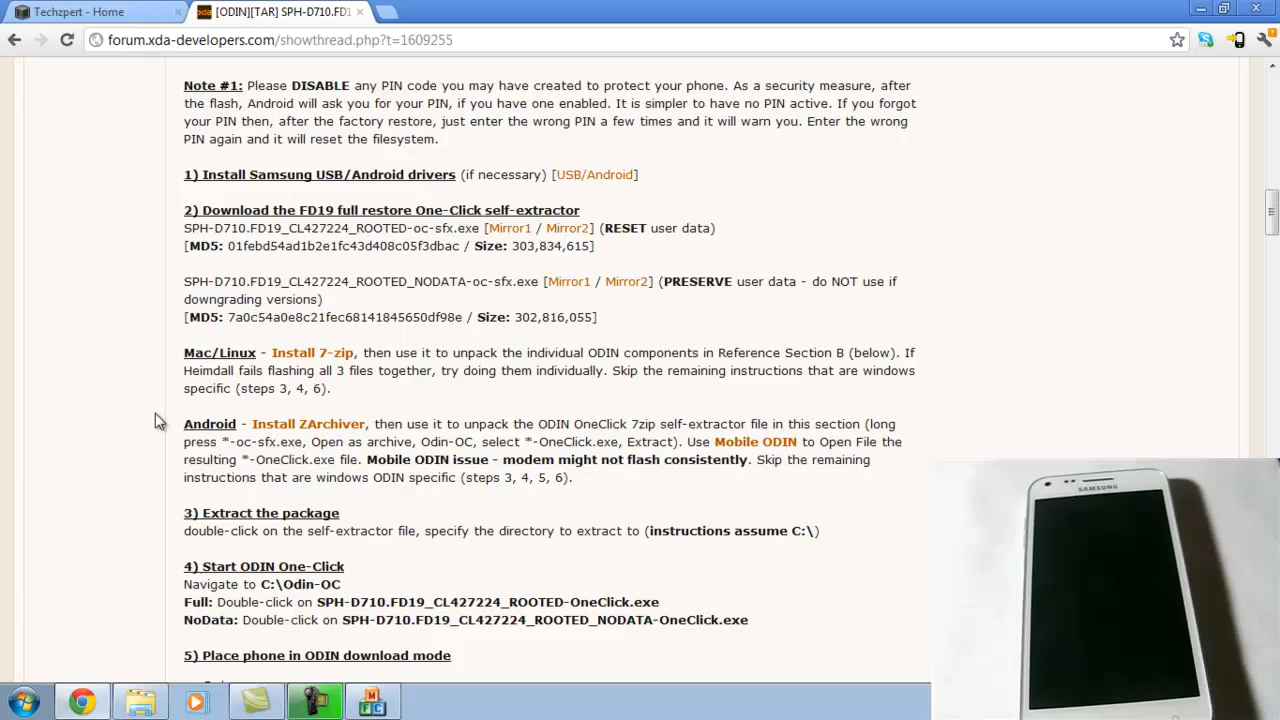 Techzpert - Home
[ODIN][TAR] SPH-D710.FD1
forum.xda-developers.com/showthread.php?t=1609255
Note #1: Please DISABLE any PIN code you may have created to protect your phone. As a security measure, after
the flash, Android will ask you for your PIN, if you have one enabled. It is simpler to have no PIN active. If you forgot
your PIN then, after the factory restore, just enter the wrong PIN a few times and it will warn you. Enter the wrong
PIN again and it will reset the filesystem.
1) Install Samsung USB/Android drivers (if necessary) [USB/Android]
2) Download the FD19 full restore One-Click self-extractor
SPH-D710.FD19_CL427224_ROOTED-oc-sfx.exe [Mirror1 / Mirror2] (RESET user data)
[MD5: 01febd54ad1b2e1fc43d408c05f3dbac / Size: 303,834,615]
SPH-D710.FD19_CL427224_ROOTED_NODATA-oc-sfx.exe [Mirror1 / Mirror2] (PRESERVE user data - do NOT use if
downgrading versions)
[MD5: 7a0c54a0e8c21fec68141845650df98e / Size: 302,816,055]
Mac/Linux - Install 7-zip, then use it to unpack the individual ODIN components in Reference Section B (below). If
Heimdall fails flashing all 3 files together, try doing them individually. Skip the remaining instructions that are windows
specific (steps 3, 4, 6).
Android - Install ZArchiver, then use it to unpack the ODIN OneClick 7zip self-extractor file in this section (long
press *-oc-sfx.exe, Open as archive, Odin-OC, select *-OneClick.exe, Extract). Use Mobile ODIN to Open File the
resulting *-OneClick.exe file. Mobile ODIN issue - modem might not flash consistently. Skip the remaining
instructions that are windows ODIN specific (steps 3, 4, 5, 6).
3) Extract the package
double-click on the self-extractor file, specify the directory to extract to (instructions assume C:\)
4) Start ODIN One-Click
Navigate to C:\Odin-OC
Full: Double-click on SPH-D710.FD19_CL427224_ROOTED-OneClick.exe
NoData: Double-click on SPH-D710.FD19_CL427224_ROOTED_NODATA-OneClick.exe
5) Place phone in ODIN download mode
SAMSUNG